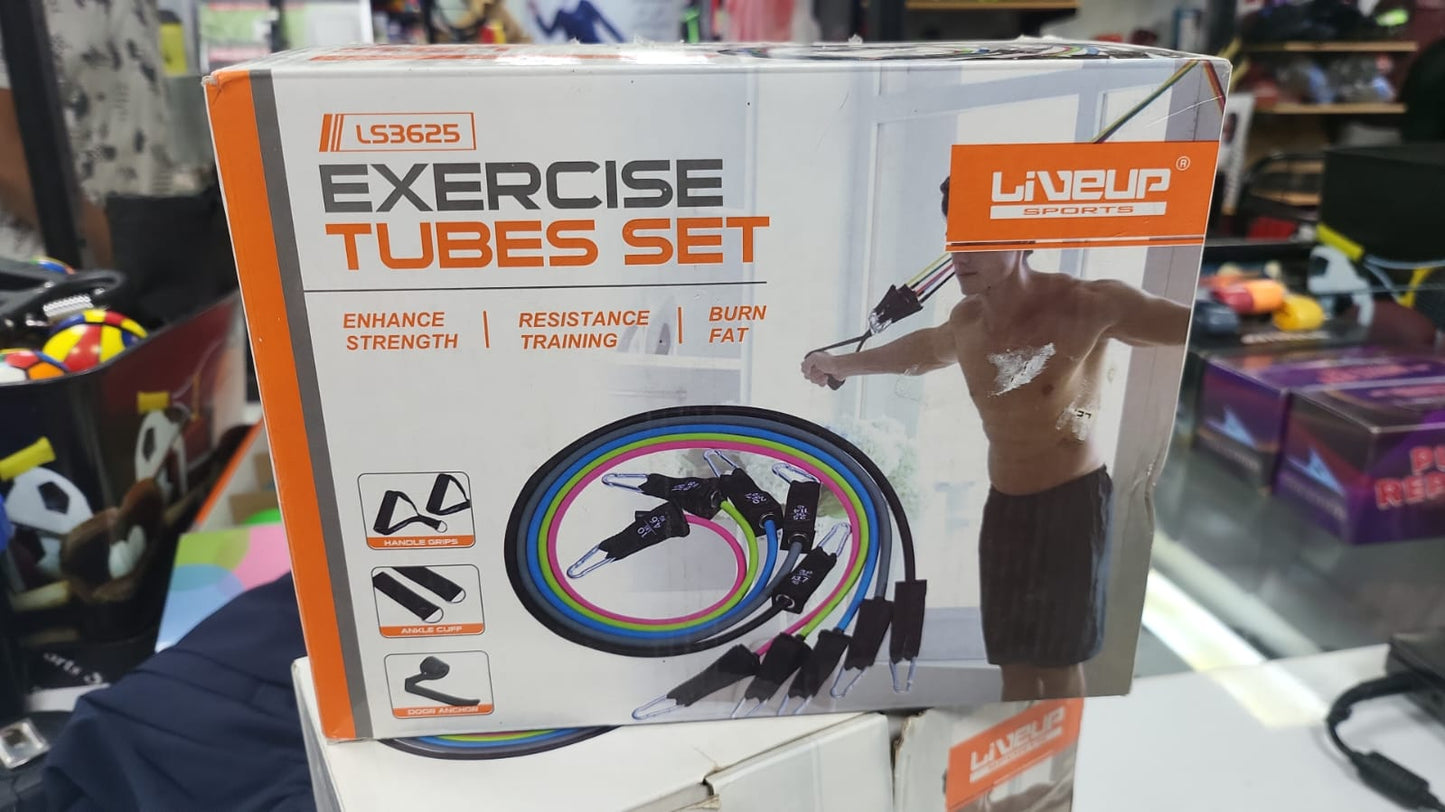 LS3625
EXERCISE
TUBES SET
ENHANCE
STRENGTH
RESISTANCE
TRAINING
BURN
FAT
LiVEUP ®
SPORTS
HANDLE GRIPS
ANKLE CUFF
DOOR ANCHOR
LiVEUP